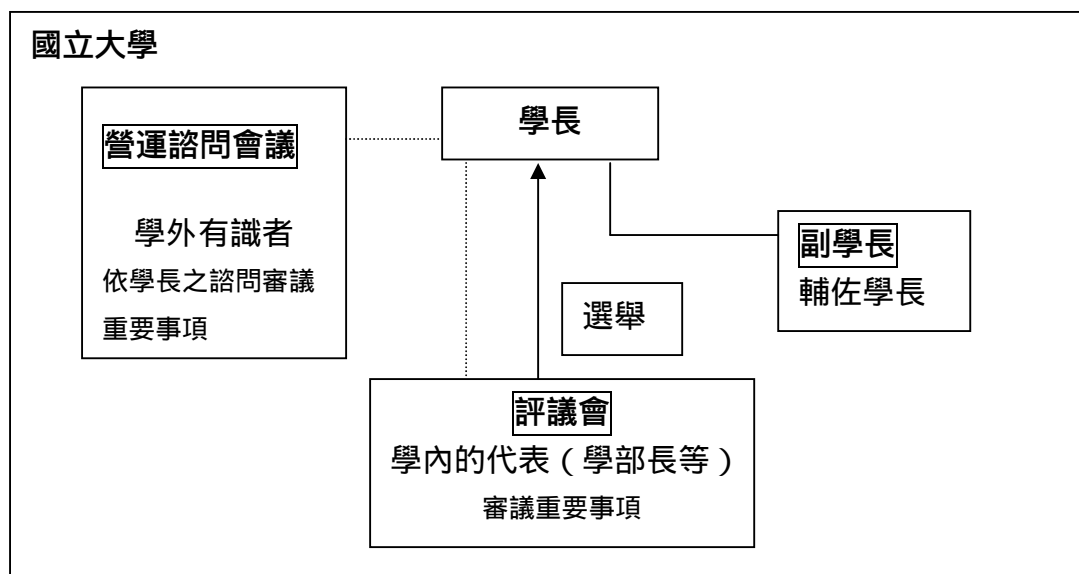 國立大學
營運諮問會議
學外有識者
依學長之諮問審議
重要事項
學長
副學長
輔佐學長
選舉
評議會
學內的代表（學部長等）
審議重要事項